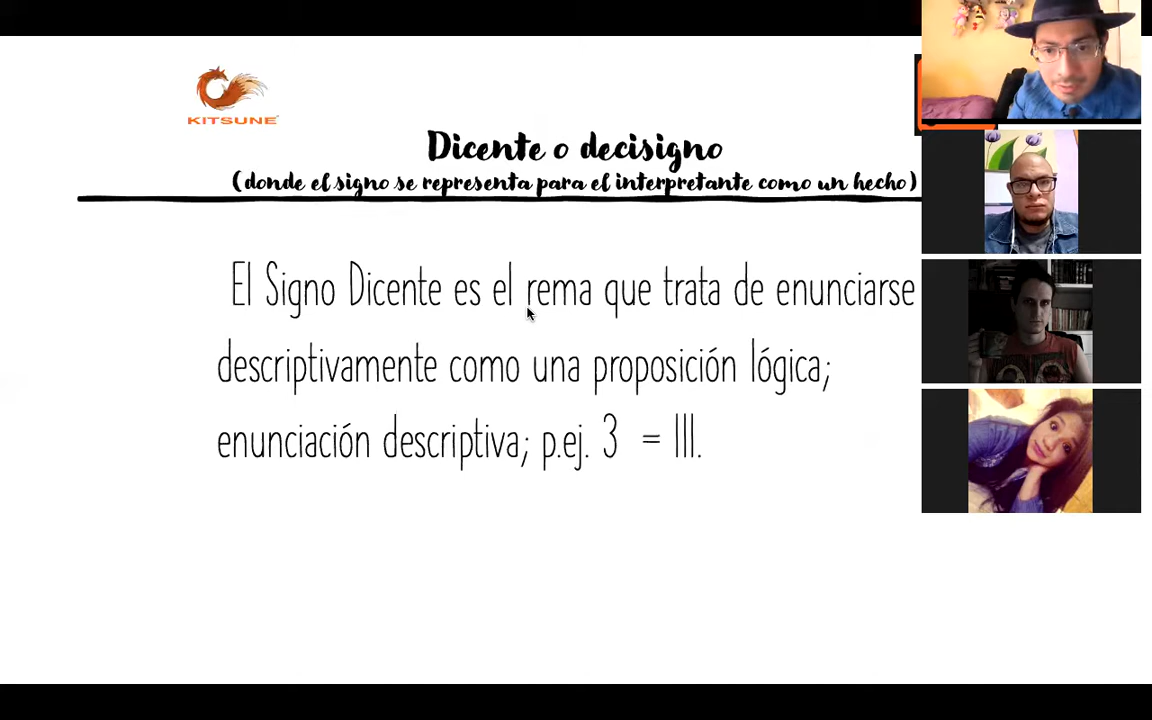 KITSUNE
Dicente o decisigno
(donde el signo se representa para el interpretante como un hecho)
El Signo Dicente es el rema que trata de enunciarse
descriptivamente como una proposición lógica;
enunciación descriptiva; p.ej. 3 = III.